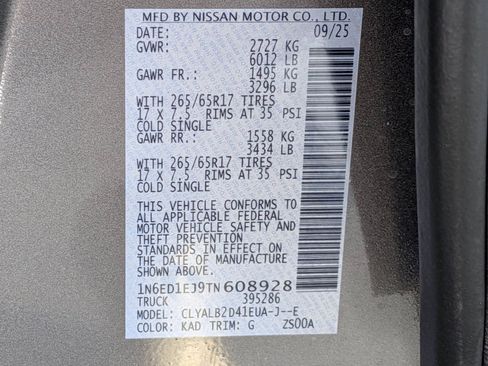 MFD BY NISSAN MOTOR CO., LTD.
DATE: 09/25
GVWR: 2727 KG
6012 LB
GAWR FR.: 1495 KG
3296 LB
WITH 265/65R17 TIRES
17 X 7.5 RIMS AT 35 PSI
COLD SINGLE
GAWR RR.: 1558 KG
3434 LB
WITH 265/65R17 TIRES
17 X 7.5 RIMS AT 35 PSI
COLD SINGLE
THIS VEHICLE CONFORMS TO
ALL APPLICABLE FEDERAL
MOTOR VEHICLE SAFETY AND
THEFT PREVENTION
STANDARDS IN EFFECT ON
THE DATE OF MANUFACTURE
SHOWN ABOVE.
1N6ED1EJ9TN608928
TRUCK 395286
MODEL: CLYALB2D41EUA-J--E
COLOR: KAD TRIM: G ZS00A